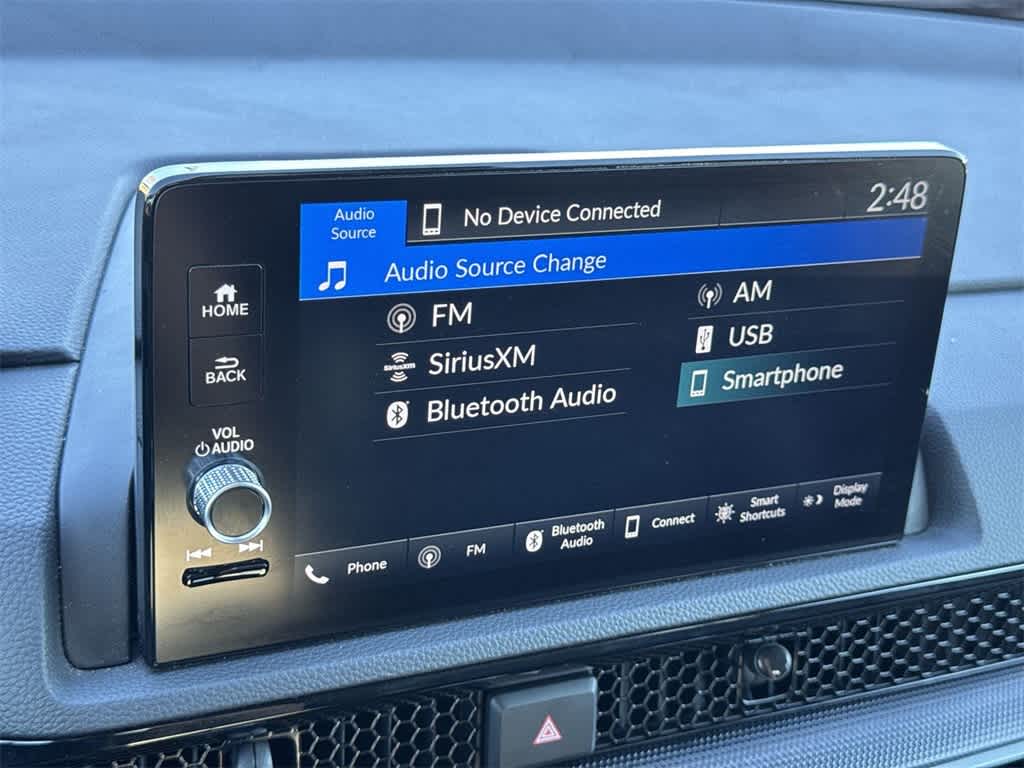 Audio
Source
No Device Connected
2:48
Audio Source Change
HOME
BACK
VOL
AUDIO
FM
AM
SiriusXM
SiriusXM
USB
Bluetooth Audio
Smartphone
Phone
FM
Bluetooth
Audio
Connect
Smart
Shortcuts
Display
Mode